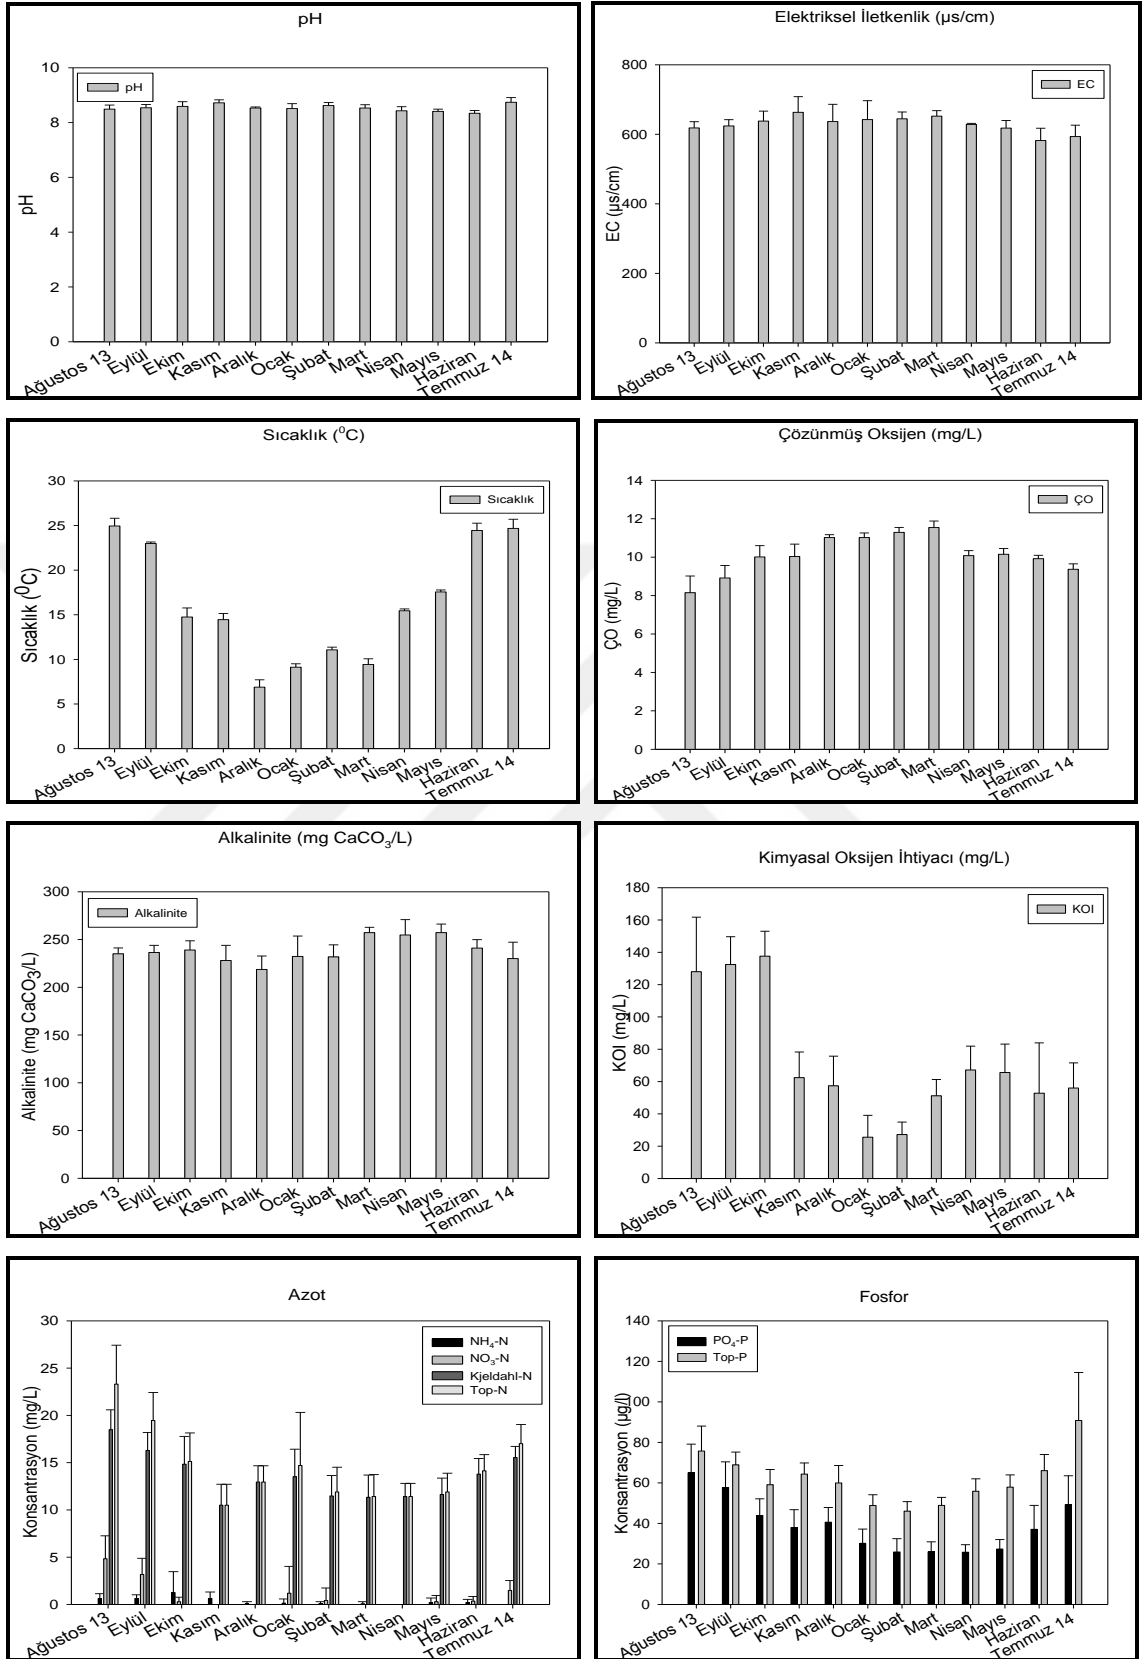 pH
10
8
6
4
2
0
pH
pH
Ağustos 13
Eylül
Ekim
Kasım
Aralık
Ocak
Şubat
Mart
Nisan
Mayıs
Haziran
Temmuz 14
Elektriksel İletkenlik (µs/cm)
800
600
400
200
0
EC (µs/cm)
EC
Ağustos 13
Eylül
Ekim
Kasım
Aralık
Ocak
Şubat
Mart
Nisan
Mayıs
Haziran
Temmuz 14
Sıcaklık (⁰C)
30
25
20
15
10
5
0
Sıcaklık (⁰C)
Sıcaklık
Ağustos 13
Eylül
Ekim
Kasım
Aralık
Ocak
Şubat
Mart
Nisan
Mayıs
Haziran
Temmuz 14
Çözünmüş Oksijen (mg/L)
14
12
10
8
6
4
2
0
ÇO (mg/L)
ÇO
Ağustos 13
Eylül
Ekim
Kasım
Aralık
Ocak
Şubat
Mart
Nisan
Mayıs
Haziran
Temmuz 14
Alkalinite (mg CaCO₃/L)
300
250
200
150
100
50
0
Alkalinite (mg CaCO3/L)
Alkalinite
Ağustos 13
Eylül
Ekim
Kasım
Aralık
Ocak
Şubat
Mart
Nisan
Mayıs
Haziran
Temmuz 14
Kimyasal Oksijen İhtiyacı (mg/L)
180
160
140
120
100
80
60
40
20
0
KOI (mg/L)
KOI
Ağustos 13
Eylül
Ekim
Kasım
Aralık
Ocak
Şubat
Mart
Nisan
Mayıs
Haziran
Temmuz 14
Azot
30
25
20
15
10
5
0
Konsantrasyon (mg/L)
NH₄-N
NO₃-N
Kjeldahl-N
Top-N
Ağustos 13
Eylül
Ekim
Kasım
Aralık
Ocak
Şubat
Mart
Nisan
Mayıs
Haziran
Temmuz 14
Fosfor
140
120
100
80
60
40
20
0
Konsantrasyon (µg/l)
PO₄-P
Top-P
Ağustos 13
Eylül
Ekim
Kasım
Aralık
Ocak
Şubat
Mart
Nisan
Mayıs
Haziran
Temmuz 14